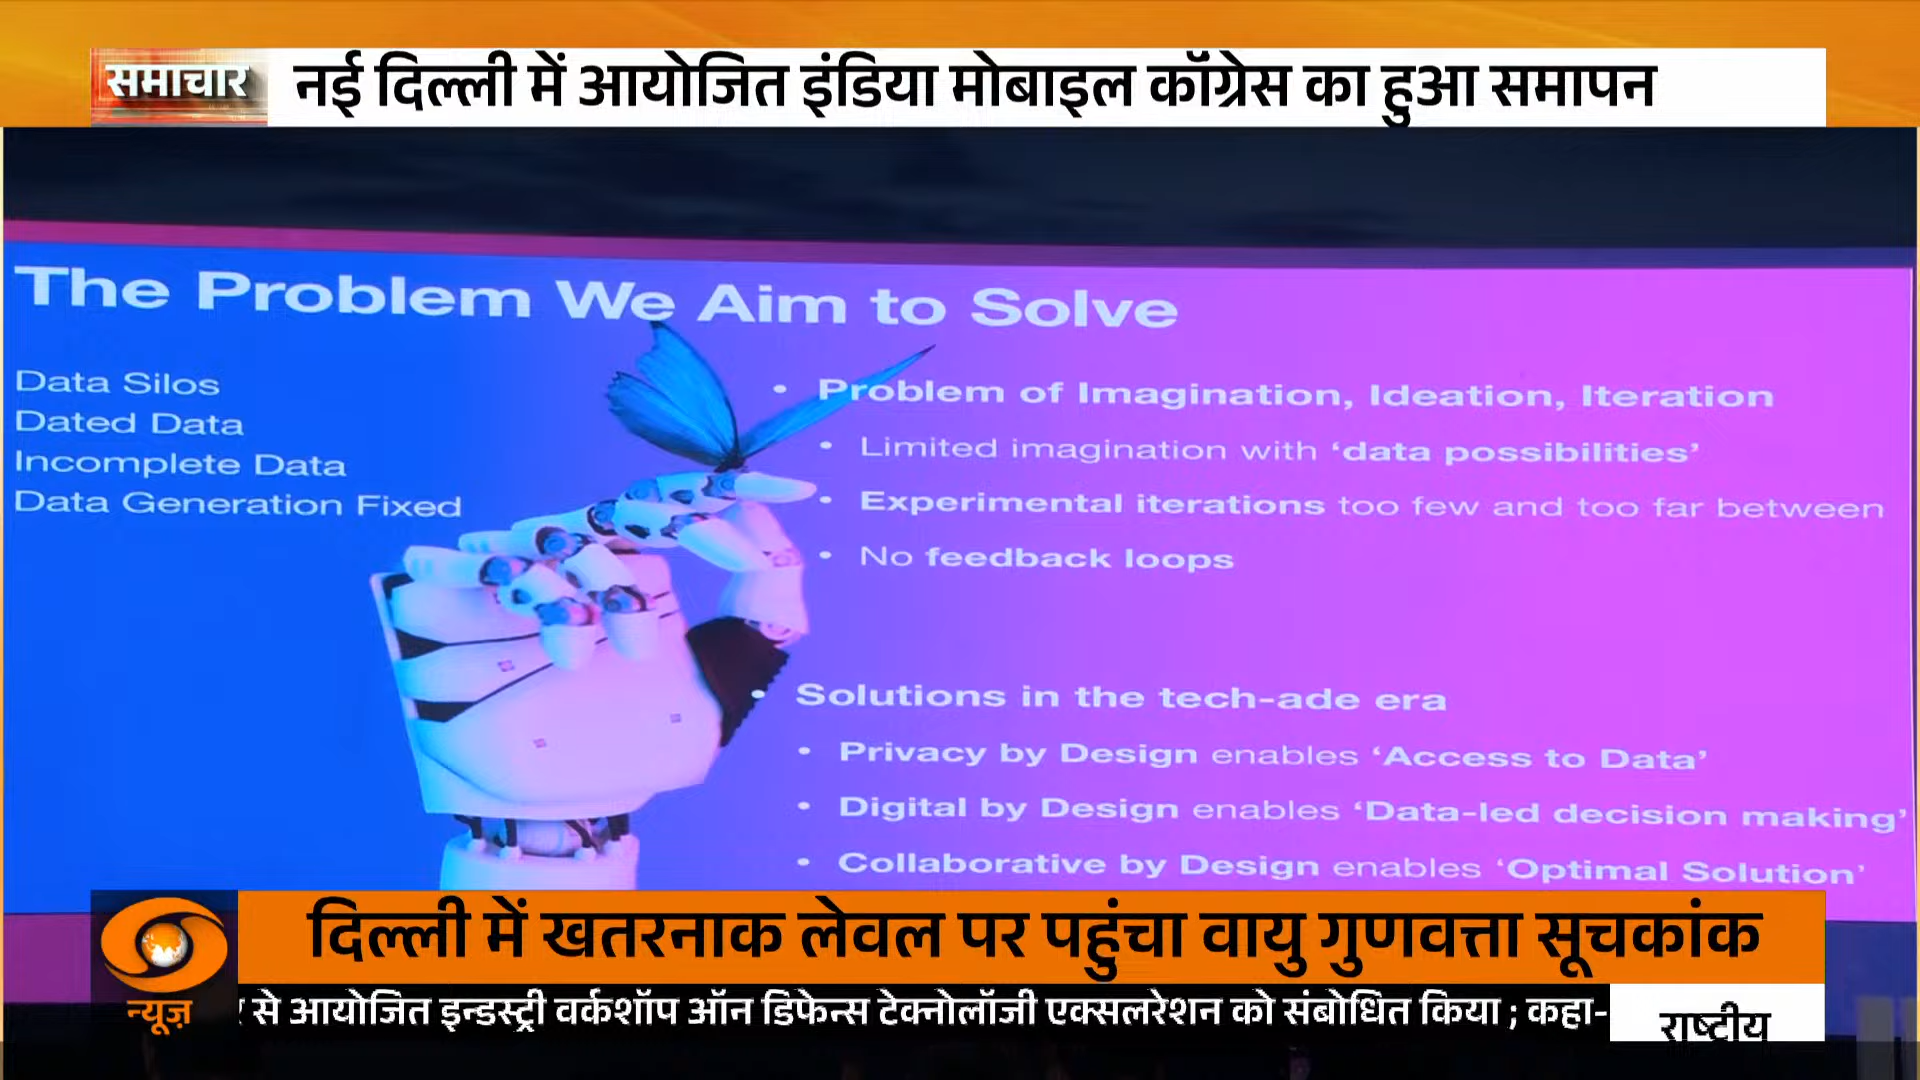 समाचार
नई दिल्ली में आयोजित इंडिया मोबाइल कॉंग्रेस का हुआ समापन
The Problem We Aim to Solve
Data Silos
Dated Data
Incomplete Data
Data Generation Fixed
• Problem of Imagination, Ideation, Iteration
• Limited imagination with ‘data possibilities’
• Experimental iterations too few and too far between
• No feedback loops
• Solutions in the tech-ade era
• Privacy by Design enables ‘Access to Data’
• Digital by Design enables ‘Data-led decision making’
• Collaborative by Design enables ‘Optimal Solution’
दिल्ली में खतरनाक लेवल पर पहुंचा वायु गुणवत्ता सूचकांक
न्यूज़
से आयोजित इन्डस्ट्री वर्कशॉप ऑन डिफेन्स टेक्नोलॉजी एक्सलरेशन को संबोधित किया ; कहा-
राष्ट्रीय